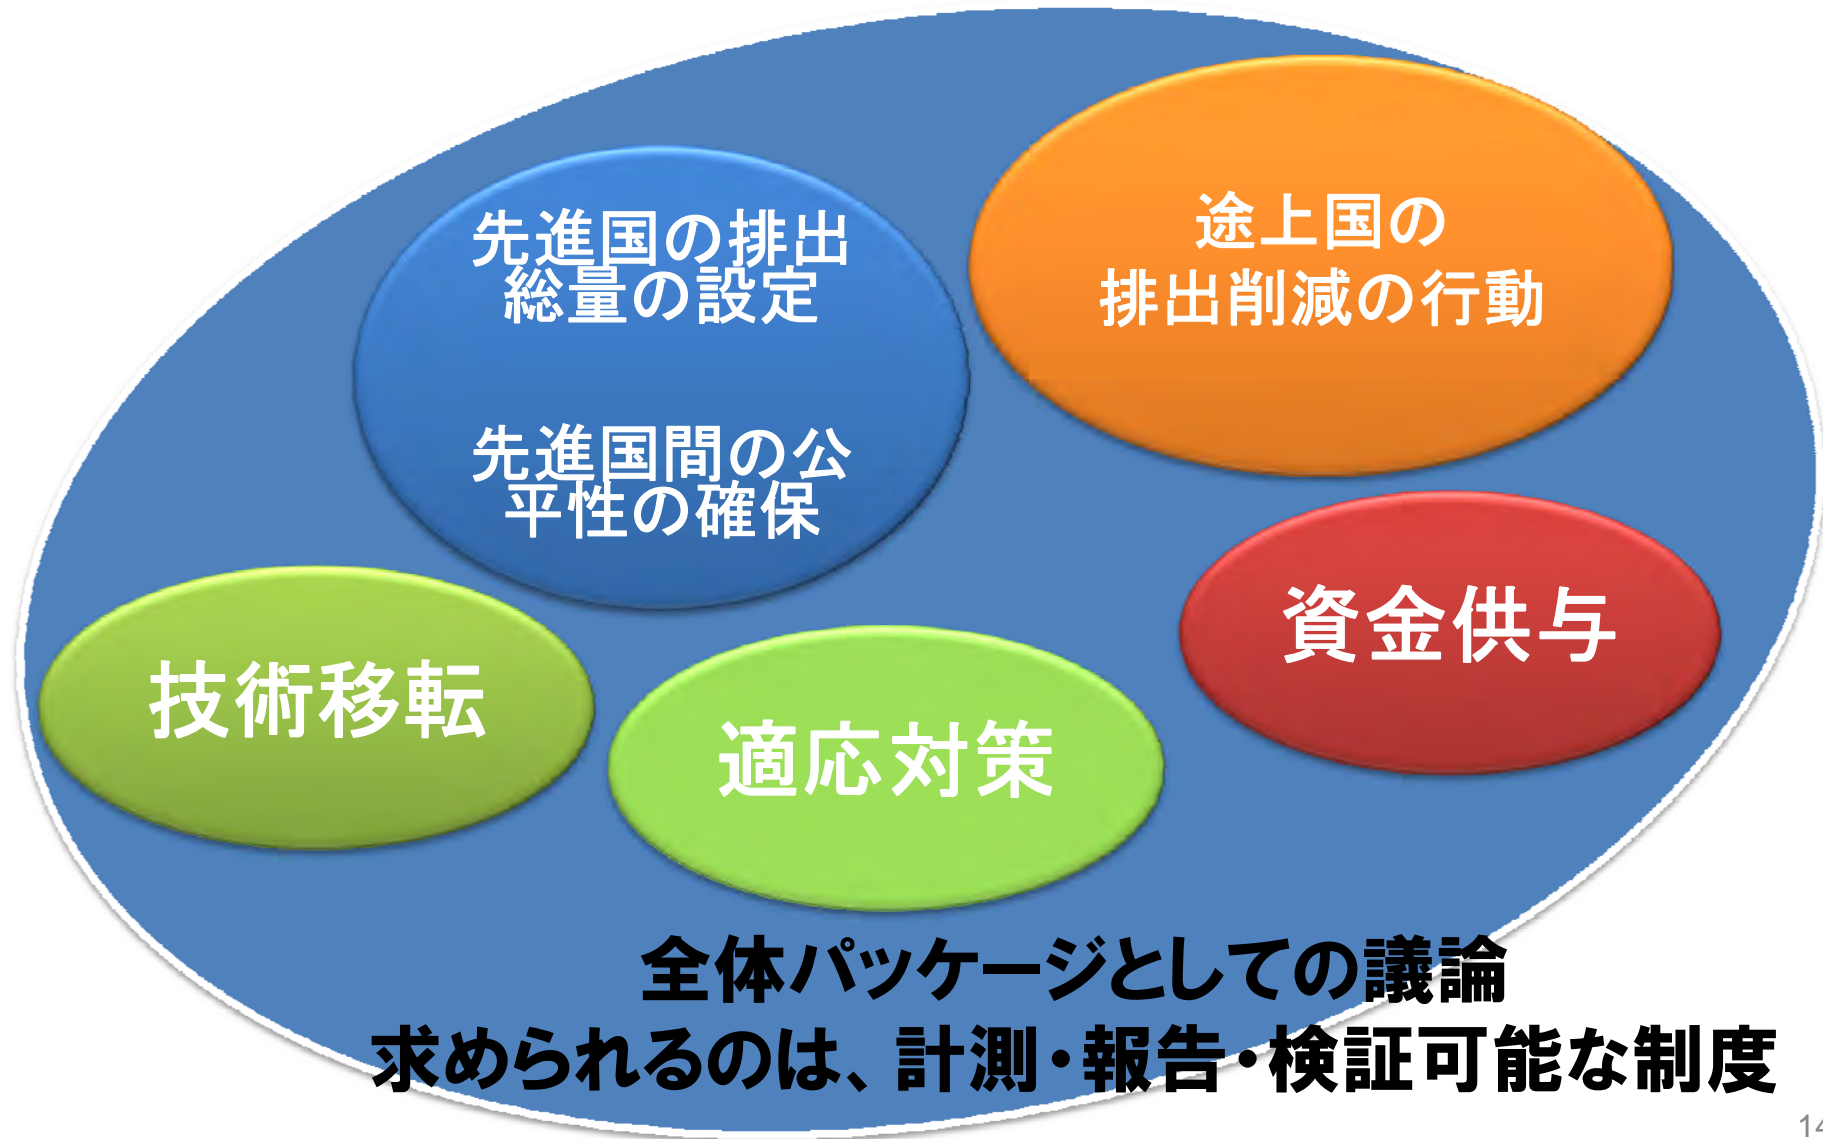 先進国の排出
総量の設定
先進国間の公
平性の確保
途上国の
排出削減の行動
資金供与
技術移転
適応対策
全体パッケージとしての議論
求められるのは、計測・報告・検証可能な制度
14